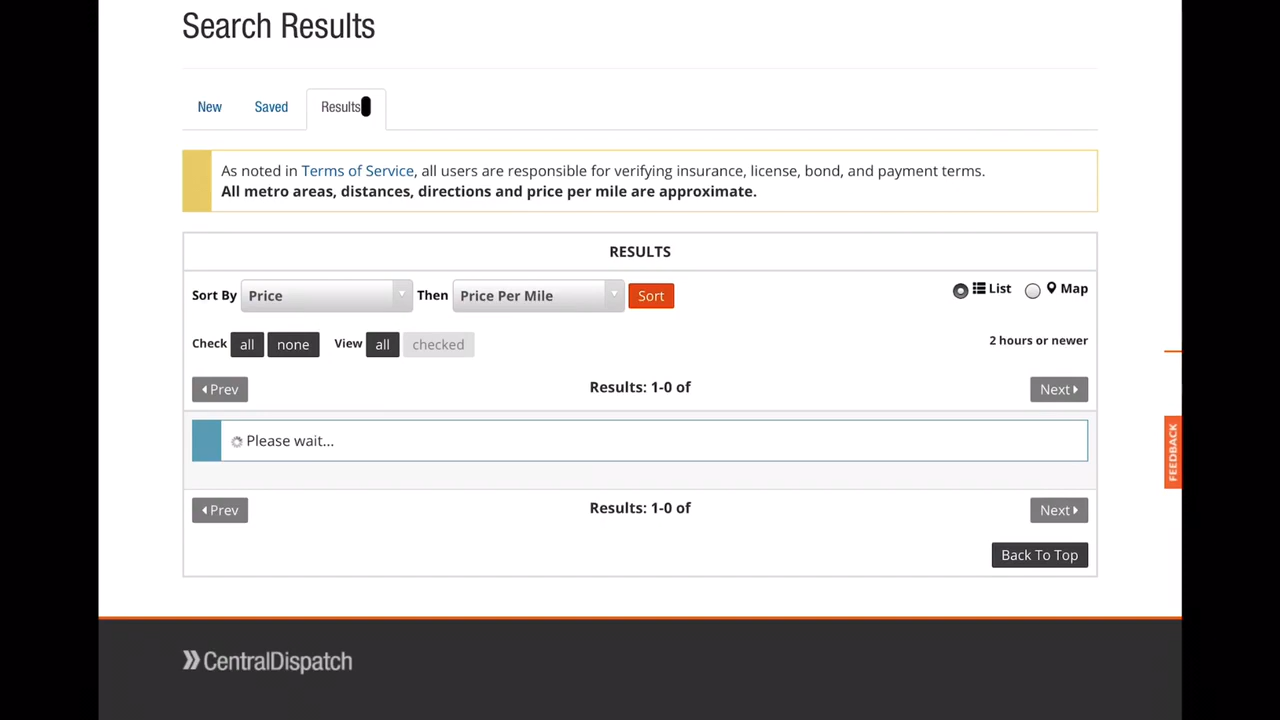 Search Results
New Saved Results
As noted in Terms of Service, all users are responsible for verifying insurance, license, bond, and payment terms.
All metro areas, distances, directions and price per mile are approximate.
RESULTS
Sort By Price Then Price Per Mile Sort List Map
Check all none View all checked 2 hours or newer
Prev Results: 1-0 of Next
Please wait...
FEEDBACK
Prev Results: 1-0 of Next
Back To Top
CentralDispatch